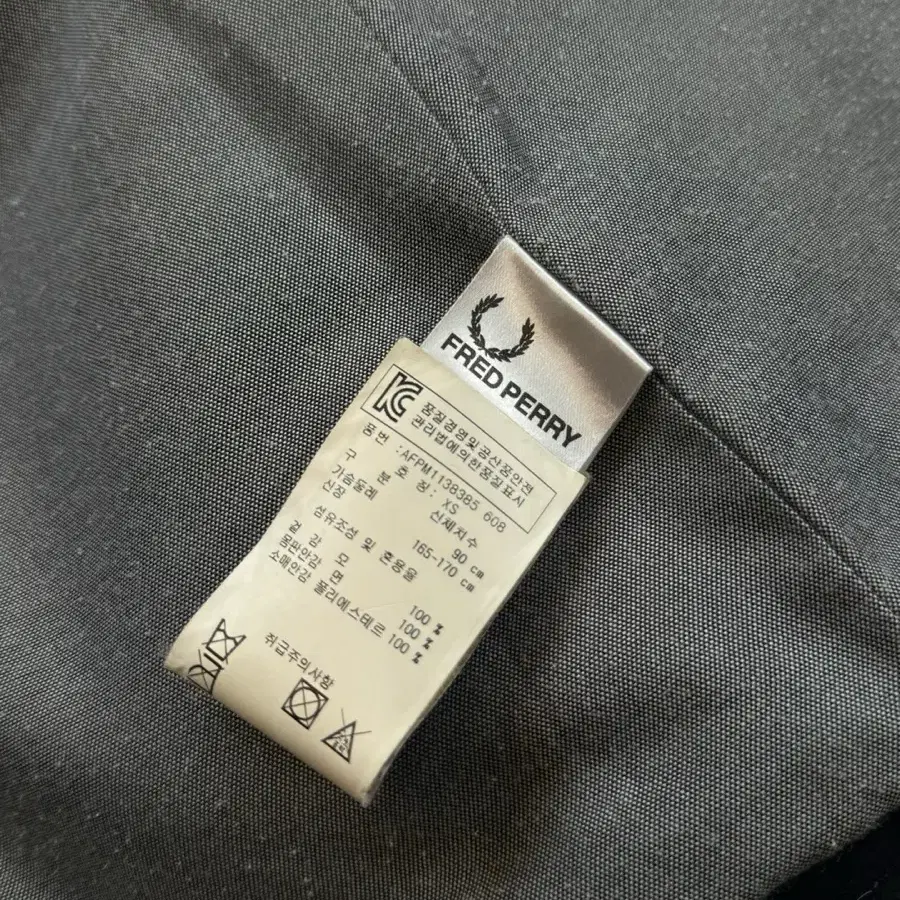 FRED PERRY
KC 품질경영및공산품안전
관리법에의한품질표시
품번 :AFPM1138385 608
구 분 호 칭: XS
신체치수
가슴둘레 90 cm
신장 165-170 cm
섬유조성 및 혼용율
겉 감 모 100 %
몸판안감 면 100 %
소매안감 폴리에스테르 100 %
취급주의사항